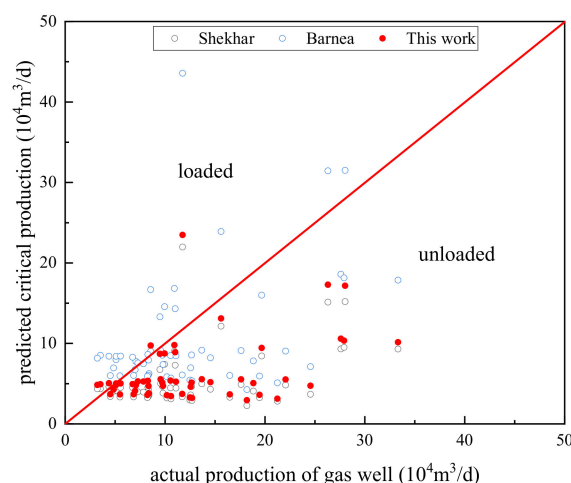 50
40
30
20
10
0
predicted critical production (10⁴m³/d)
Shekhar Barnea This work
loaded
unloaded
0 10 20 30 40 50
actual production of gas well (10⁴m³/d)